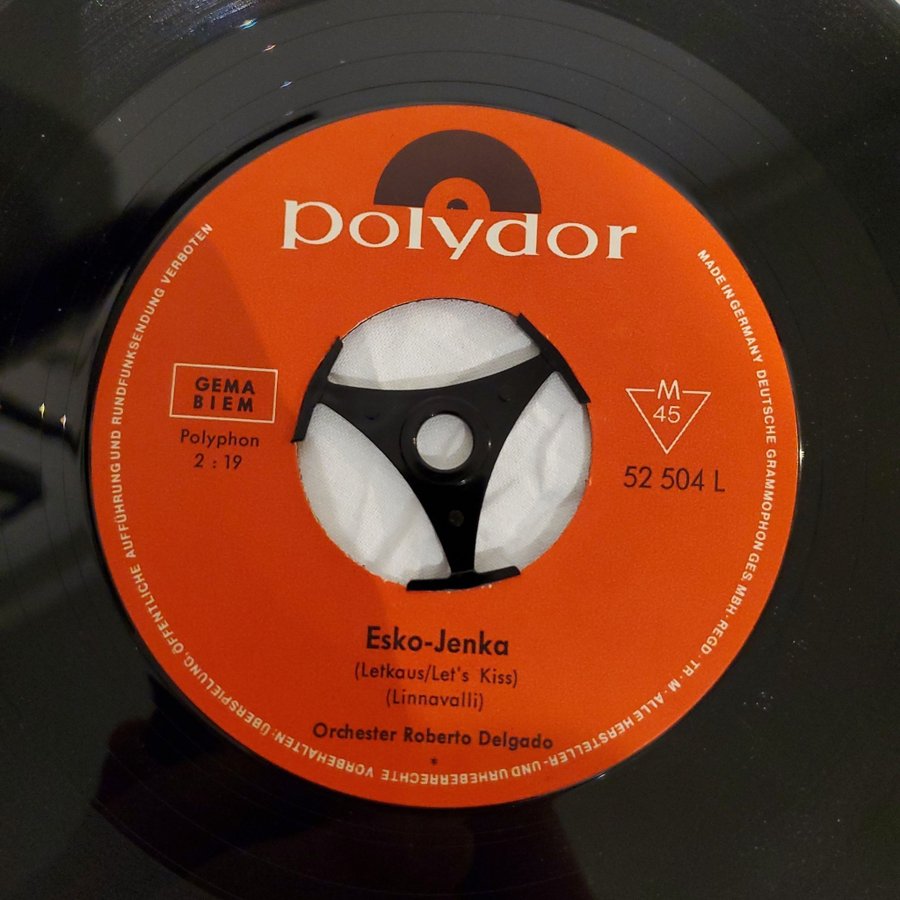 polydor
GEMA
BIEM
Polyphon
2 : 19
M
45
52 504 L
Esko-Jenka
(Letkaus/Let's Kiss)
(Linnavalli)
Orchester Roberto Delgado
*
MADE IN GERMANY DEUTSCHE GRAMMOPHON GES. MBH · REGD · TR · M · ALLE HERSTELLER- UND URHEBERRECHTE VORBEHALTEN · ÜBERSPIELUNG, ÖFFENTLICHE AUFFÜHRUNG UND RUNDFUNKSENDUNG VERBOTEN